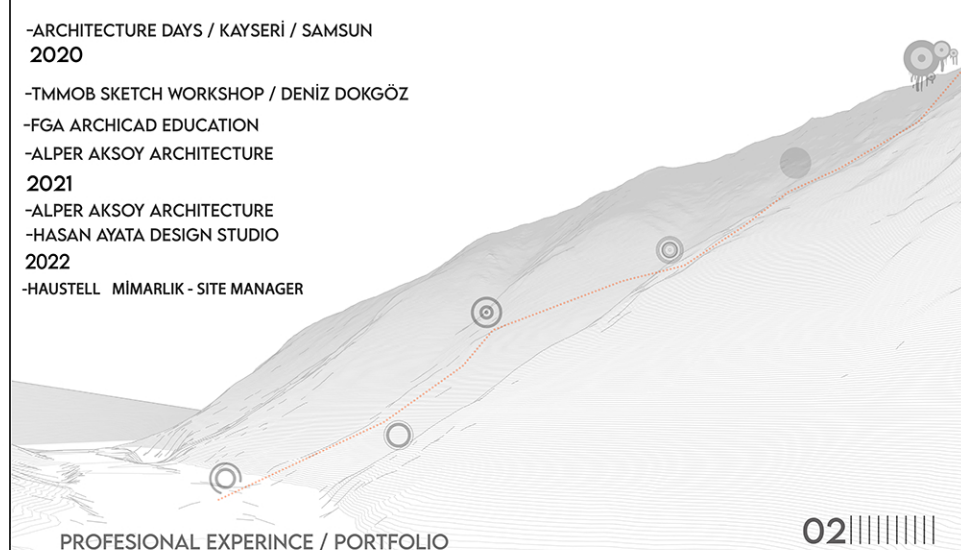 -ARCHITECTURE DAYS / KAYSERİ / SAMSUN
2020
-TMMOB SKETCH WORKSHOP / DENİZ DOKGÖZ
-FGA ARCHICAD EDUCATION
-ALPER AKSOY ARCHITECTURE
2021
-ALPER AKSOY ARCHITECTURE
-HASAN AYATA DESIGN STUDIO
2022
-HAUSTELL MİMARLIK - SITE MANAGER
PROFESIONAL EXPERINCE / PORTFOLIO
02||||||||||